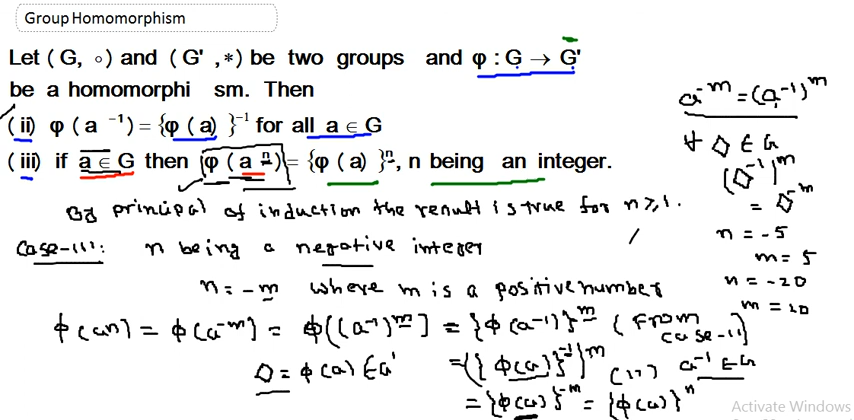 Group Homomorphism
Let ( G, ∘) and ( G' , *) be two groups and φ : G → G'
be a homomorphi sm. Then
( ii) φ ( a ⁻¹) = {φ ( a) }⁻¹ for all a ∈ G
( iii) if a ∈ G then φ ( a ⁿ) = {φ ( a) }ⁿ, n being an integer.
By principal of induction the result is true for n ≥ 1.
Case-III: n being a negative integer
n = -m where m is a positive number
φ(aⁿ) = φ(a⁻ᵐ) = φ((a⁻¹)ᵐ) = {φ(a⁻¹)}ᵐ (From case-II)
◇ = φ(a) ∈ G' = ({φ(a)}⁻¹)ᵐ (ii) a⁻¹ ∈ G
= {φ(a)}⁻ᵐ = {φ(a)}ⁿ
a⁻ᵐ = (a⁻¹)ᵐ
∀ ◇ ∈ G
(◇⁻¹)ᵐ
= ◇⁻ᵐ
n = -5
m = 5
n = -20
m = 20
Activate Windows